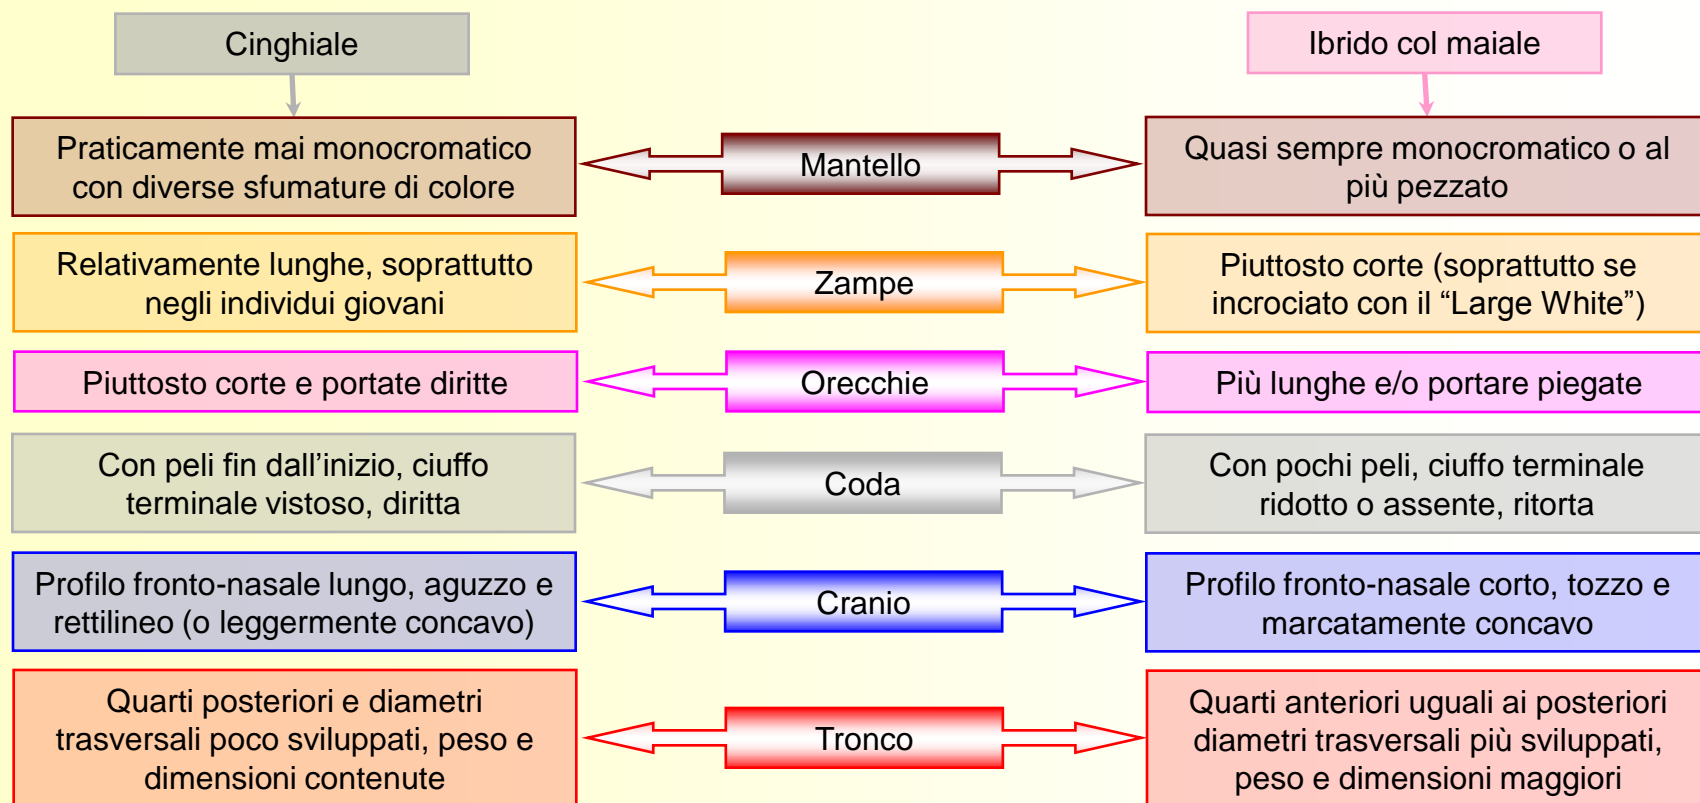 Cinghiale
Ibrido col maiale
Praticamente mai monocromatico
con diverse sfumature di colore
Mantello
Quasi sempre monocromatico o al
più pezzato
Relativamente lunghe, soprattutto
negli individui giovani
Zampe
Piuttosto corte (soprattutto se
incrociato con il “Large White”)
Piuttosto corte e portate diritte
Orecchie
Più lunghe e/o portare piegate
Con peli fin dall’inizio, ciuffo
terminale vistoso, diritta
Coda
Con pochi peli, ciuffo terminale
ridotto o assente, ritorta
Profilo fronto-nasale lungo, aguzzo e
rettilineo (o leggermente concavo)
Cranio
Profilo fronto-nasale corto, tozzo e
marcatamente concavo
Quarti posteriori e diametri
trasversali poco sviluppati, peso e
dimensioni contenute
Tronco
Quarti anteriori uguali ai posteriori
diametri trasversali più sviluppati,
peso e dimensioni maggiori